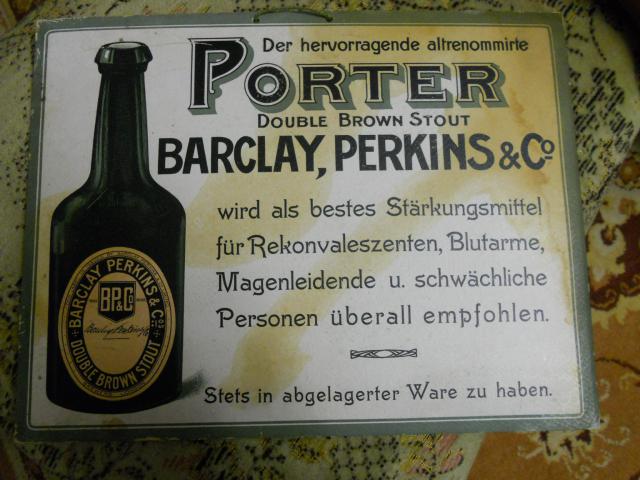 Der hervorragende altrenommirte
PORTER
DOUBLE BROWN STOUT
BARCLAY, PERKINS & Co
wird als bestes Stärkungsmittel
für Rekonvaleszenten, Blutarme,
Magenleidende u. schwächliche
Personen überall empfohlen.
Stets in abgelagerter Ware zu haben.
BARCLAY PERKINS & Cos
BP&Co
DOUBLE BROWN STOUT